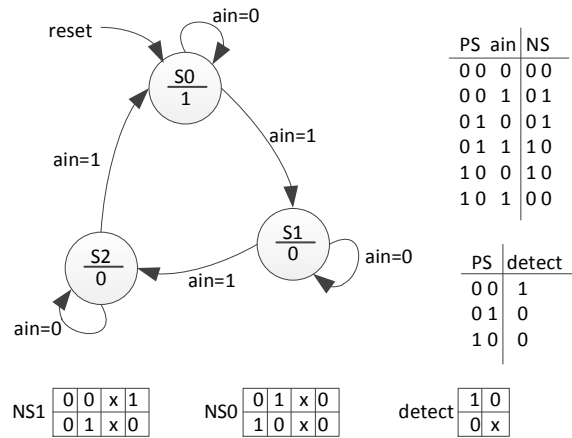 ain=0
reset
S0
1
ain=1
ain=1
S2
0
S1
0
ain=0
ain=1
ain=0
PS ain NS
0 0 0 0 0
0 0 1 0 1
0 1 0 0 1
0 1 1 1 0
1 0 0 1 0
1 0 1 0 0
PS detect
0 0 1
0 1 0
1 0 0
NS1
0 0 x 1
0 1 x 0
NS0
0 1 x 0
1 0 x 0
detect
1 0
0 x